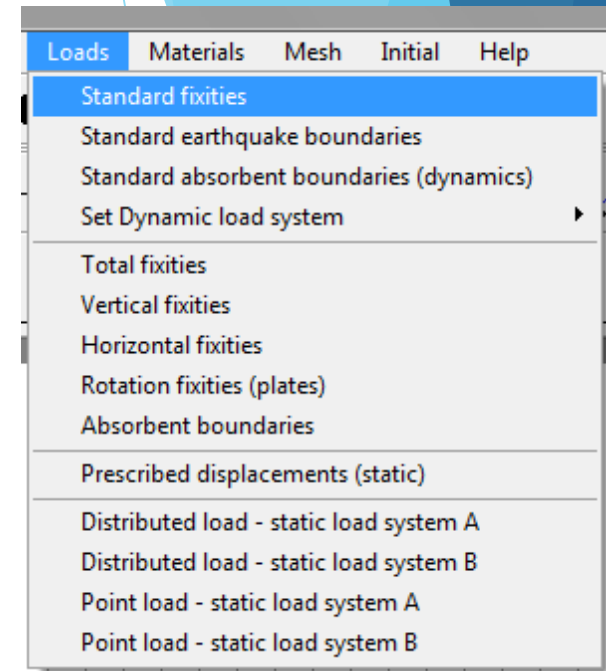 Loads Materials Mesh Initial Help
Standard fixities
Standard earthquake boundaries
Standard absorbent boundaries (dynamics)
Set Dynamic load system
Total fixities
Vertical fixities
Horizontal fixities
Rotation fixities (plates)
Absorbent boundaries
Prescribed displacements (static)
Distributed load - static load system A
Distributed load - static load system B
Point load - static load system A
Point load - static load system B